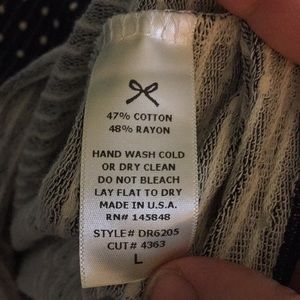 47% COTTON
48% RAYON
HAND WASH COLD
OR DRY CLEAN
DO NOT BLEACH
LAY FLAT TO DRY
MADE IN U.S.A.
RN# 145848
STYLE# DR6205
CUT# 4363
L